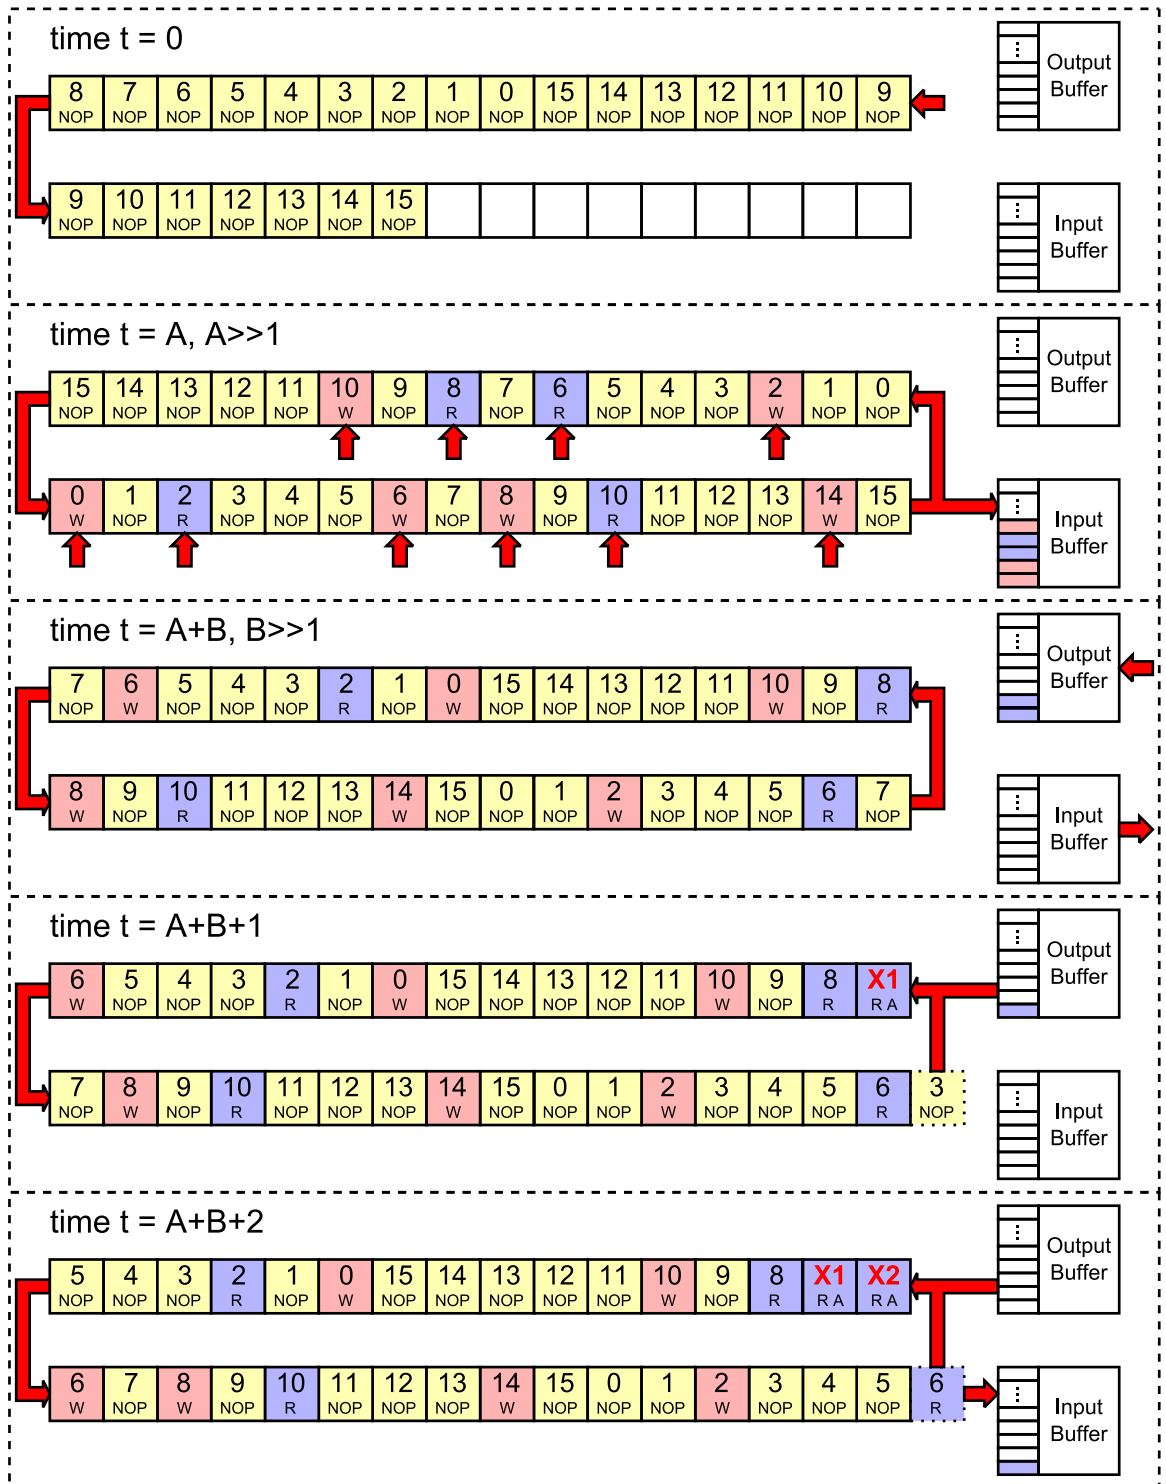 time t = 0
8 7 6 5 4 3 2 1 0 15 14 13 12 11 10 9
NOP NOP NOP NOP NOP NOP NOP NOP NOP NOP NOP NOP NOP NOP NOP NOP
Output
Buffer
9 10 11 12 13 14 15
NOP NOP NOP NOP NOP NOP NOP
Input
Buffer
time t = A, A>>1
15 14 13 12 11 10 9 8 7 6 5 4 3 2 1 0
NOP NOP NOP NOP NOP W NOP R NOP R NOP NOP NOP W NOP NOP
Output
Buffer
0 1 2 3 4 5 6 7 8 9 10 11 12 13 14 15
W NOP R NOP NOP NOP W NOP W NOP R NOP NOP NOP W NOP
Input
Buffer
time t = A+B, B>>1
7 6 5 4 3 2 1 0 15 14 13 12 11 10 9 8
NOP W NOP NOP NOP R NOP W NOP NOP NOP NOP NOP W NOP R
Output
Buffer
8 9 10 11 12 13 14 15 0 1 2 3 4 5 6 7
W NOP R NOP NOP NOP W NOP NOP NOP W NOP NOP NOP R NOP
Input
Buffer
time t = A+B+1
6 5 4 3 2 1 0 15 14 13 12 11 10 9 8 X1
W NOP NOP NOP R NOP W NOP NOP NOP NOP NOP W NOP R R A
Output
Buffer
7 8 9 10 11 12 13 14 15 0 1 2 3 4 5 6 3
NOP W NOP R NOP NOP NOP W NOP NOP NOP W NOP NOP NOP R NOP
Input
Buffer
time t = A+B+2
5 4 3 2 1 0 15 14 13 12 11 10 9 8 X1 X2
NOP NOP NOP R NOP W NOP NOP NOP NOP NOP W NOP R R A R A
Output
Buffer
6 7 8 9 10 11 12 13 14 15 0 1 2 3 4 5 6
W NOP W NOP R NOP NOP NOP W NOP NOP NOP W NOP NOP NOP R
Input
Buffer